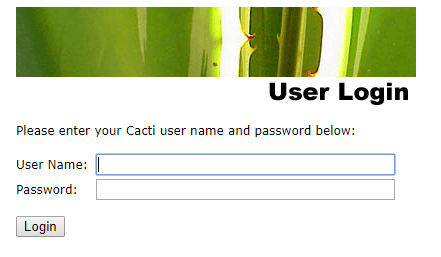 User Login
Please enter your Cacti user name and password below:
User Name:
Password:
Login